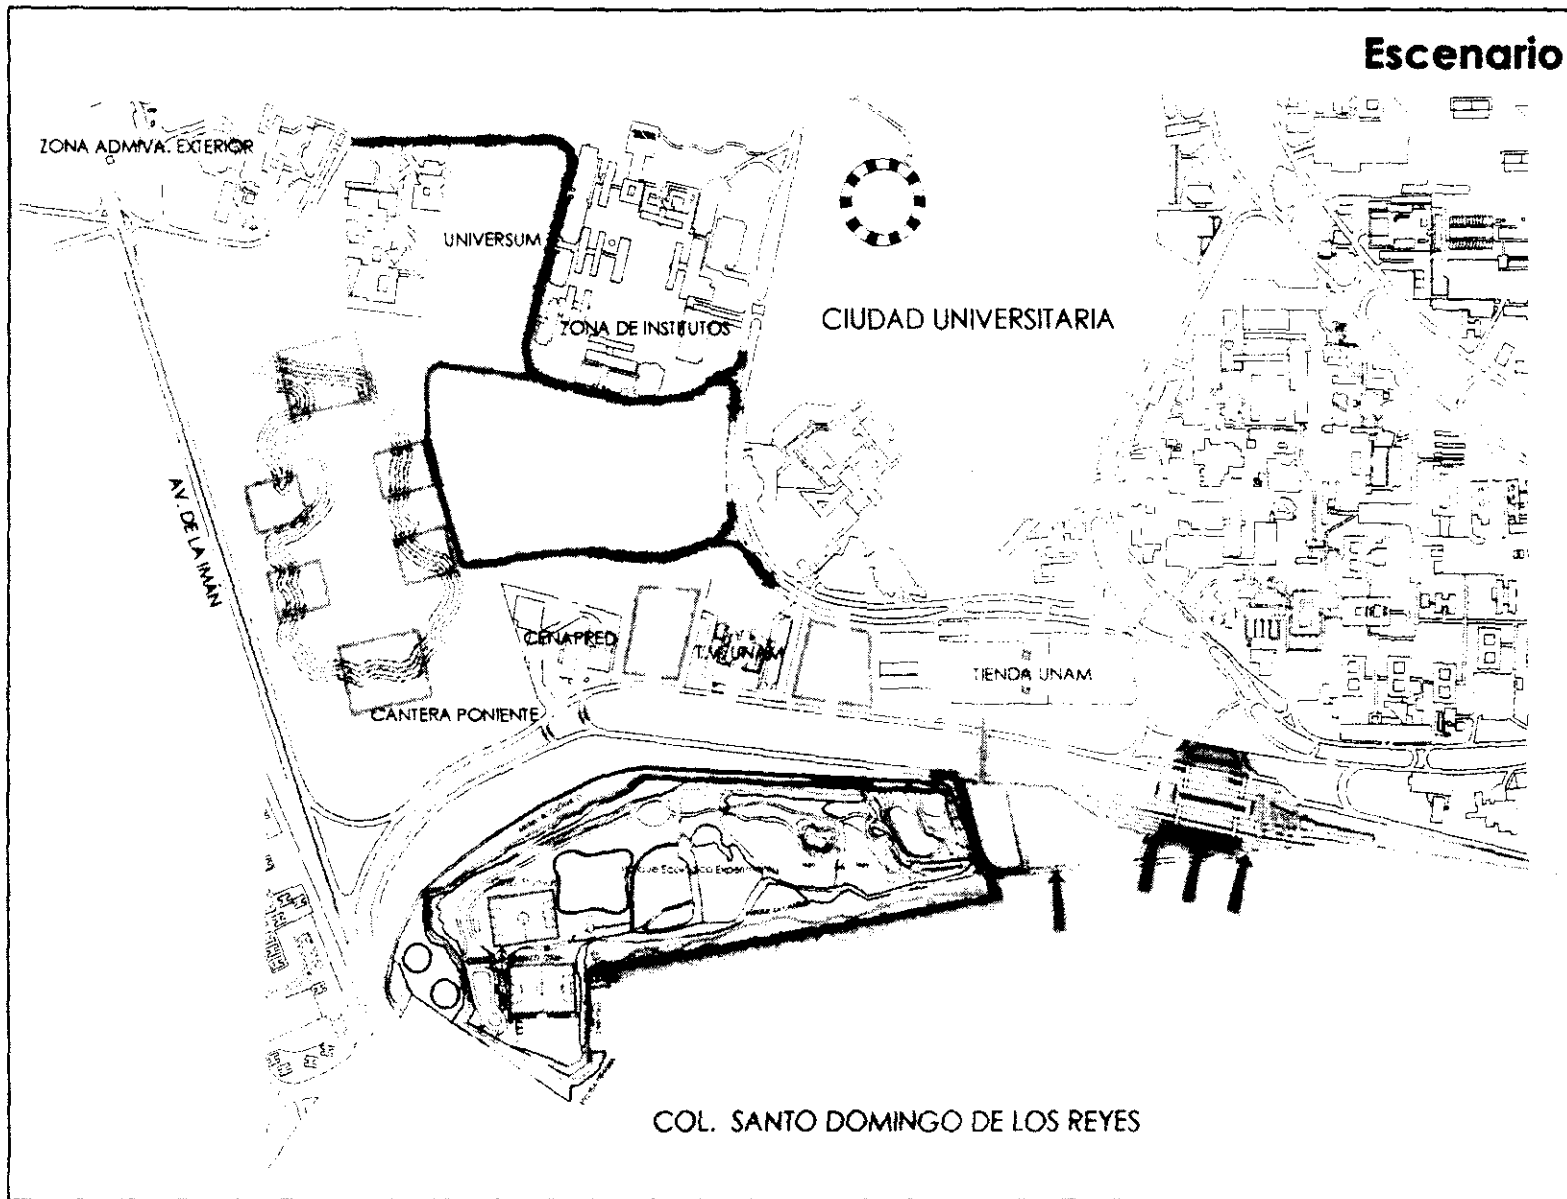 Escenario
ZONA ADMIVA. EXTERIOR
UNIVERSUM
ZONA DE INSTITUTOS
CIUDAD UNIVERSITARIA
AV. DE LA IMÁN
CENAPRED
T.V. UNAM
TIENDA UNAM
CANTERA PONIENTE
COL. SANTO DOMINGO DE LOS REYES